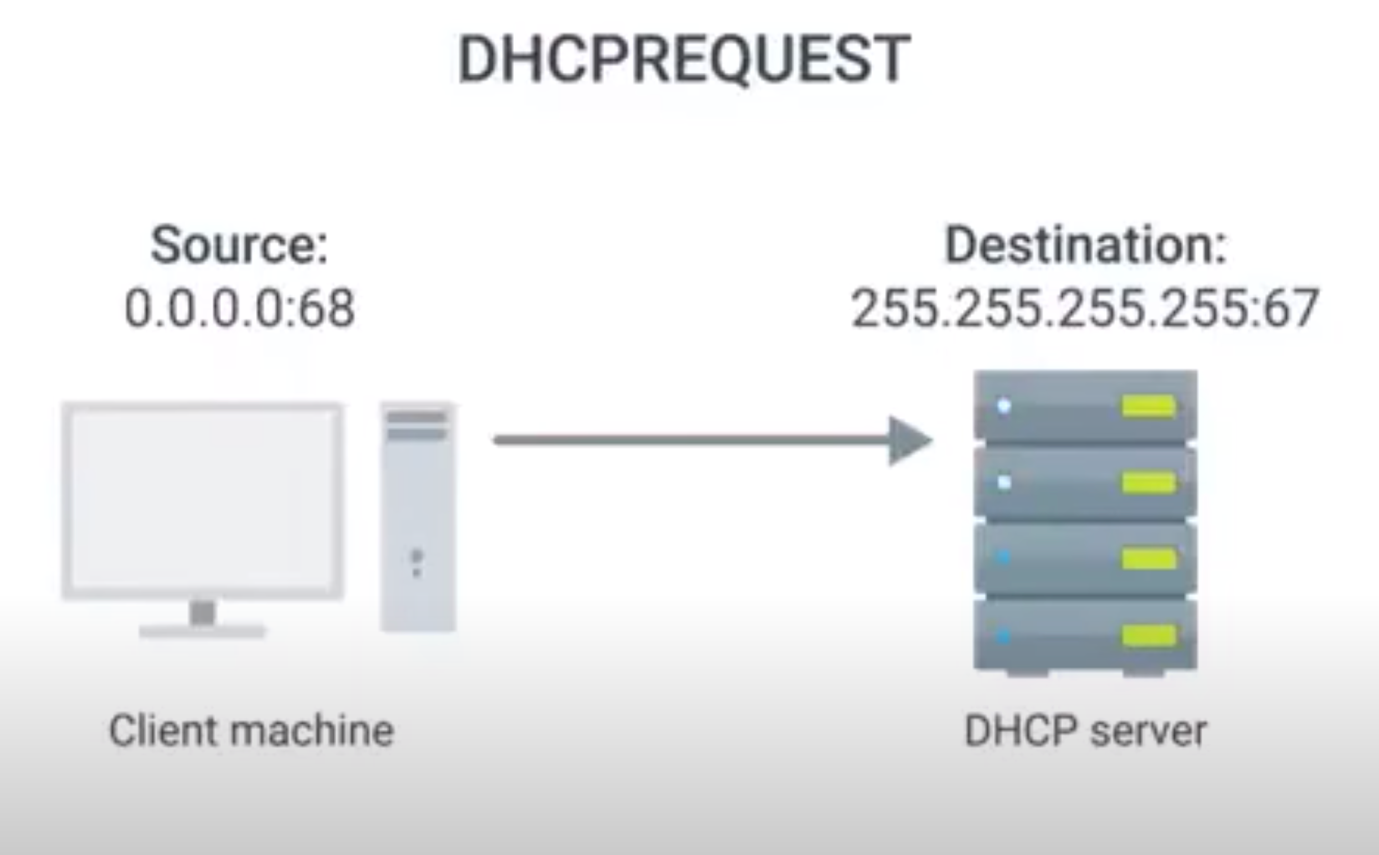 DHCPREQUEST
Source:
0.0.0.0:68
Destination:
255.255.255.255:67
Client machine
DHCP server